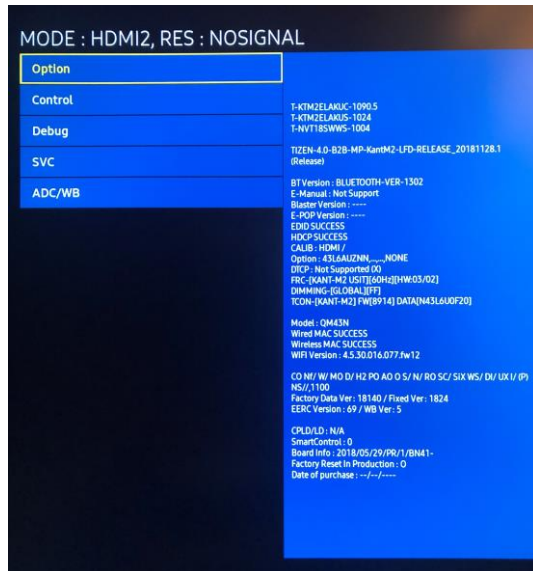 MODE : HDMI2, RES : NOSIGNAL
Option
Control
Debug
SVC
ADC/WB
T-KTM2ELAKUC-1090.5
T-KTM2ELAKUS-1024
T-NVT18SWWS-1004
TIZEN-4.0-B2B-MP-KantM2-LFD-RELEASE_20181128.1
(Release)
BT Version : BLUETOOTH-VER-1302
E-Manual : Not Support
Blaster Version : ----
E-POP Version : ----
EDID SUCCESS
HDCP SUCCESS
CALIB : HDMI /
Option : 43L6AUZNN,,,,,,NONE
DTCP : Not Supported (X)
FRC-[KANT-M2 USIT][60Hz][HW:03/02]
DIMMING-[GLOBAL][FF]
TCON-[KANT-M2] FW[8914] DATA[N43L6U0F20]
Model : QM43N
Wired MAC SUCCESS
Wireless MAC SUCCESS
WIFI Version : 4.5.30.016.077.fw12
CO Nf/ W/ MO D/ H2 PO AO O S/ N/ RO SC/ SiX WS/ DI/ UX I/ (P)
NS//,1100
Factory Data Ver : 18140 / Fixed Ver : 1824
EERC Version : 69 / WB Ver : 5
CPLD/LD : N/A
SmartControl : 0
Board Info : 2018/05/29/PR/1/BN41-
Factory Reset In Production : O
Date of purchase : --/--/----